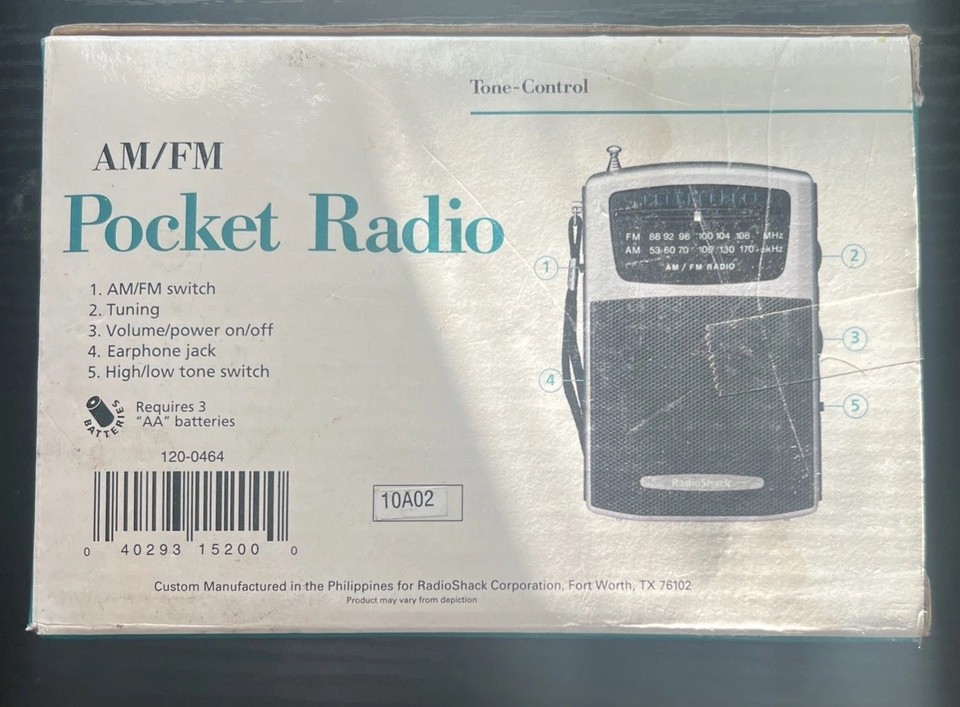 Tone-Control
AM/FM
Pocket Radio
1. AM/FM switch
2. Tuning
3. Volume/power on/off
4. Earphone jack
5. High/low tone switch
BATTERIES
Requires 3
"AA" batteries
120-0464
0 40293 15200 0
10A02
FM 88 92 96 100 104 108 MHz
AM 53 60 70 100 130 170 kHz
AM / FM RADIO
1
2
3
4
5
RadioShack
Custom Manufactured in the Philippines for RadioShack Corporation, Fort Worth, TX 76102
Product may vary from depiction